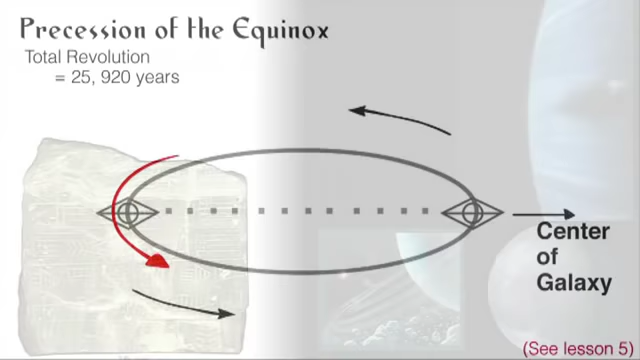 Precession of the Equinox
Total Revolution
= 25, 920 years
Center
of
Galaxy
(See lesson 5)